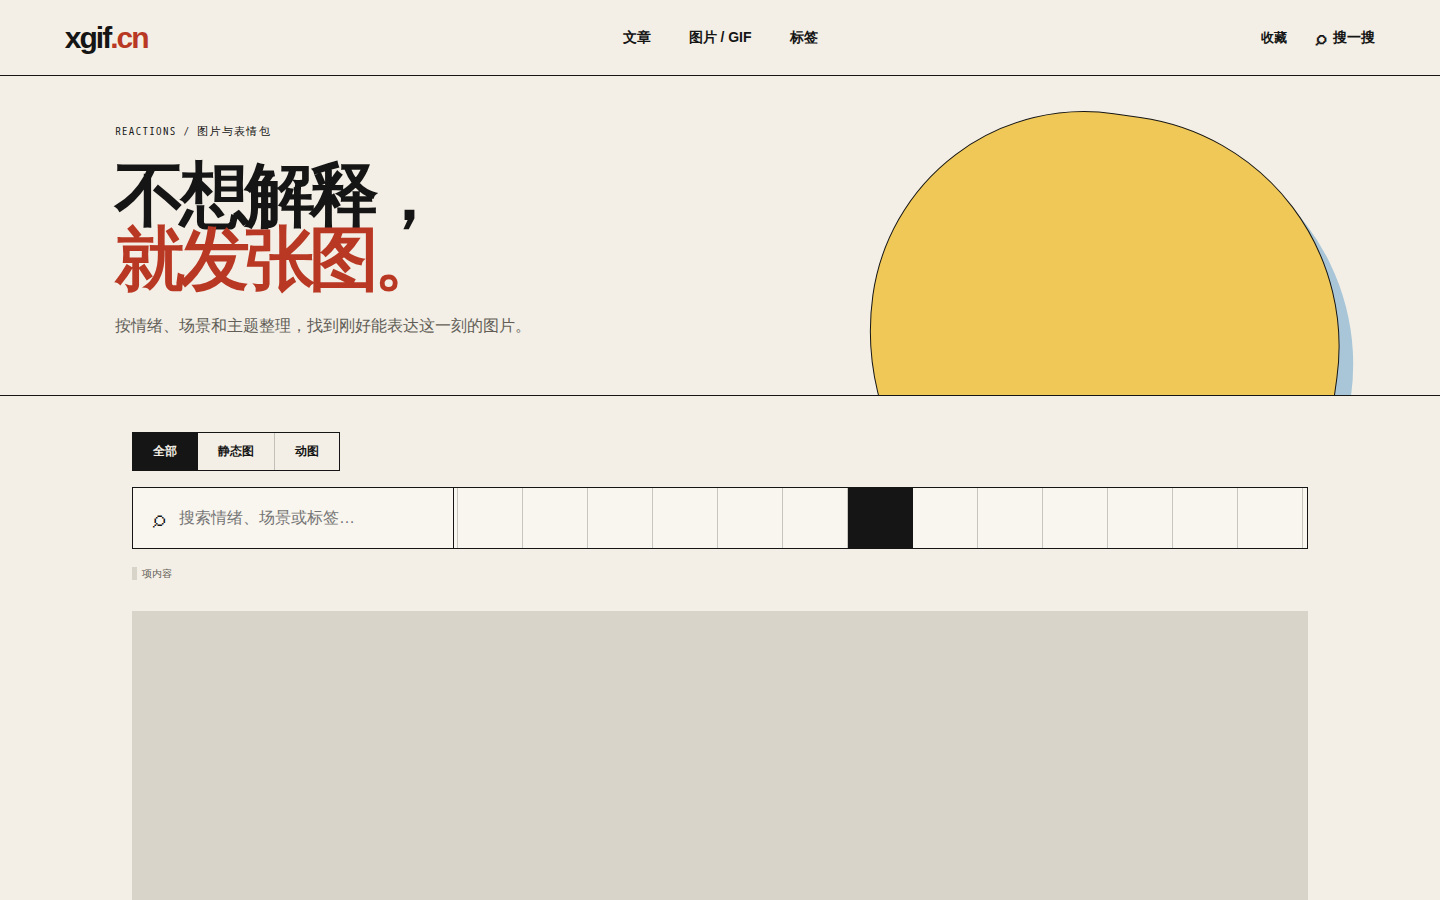 xgif.cn
文章
图片 / GIF
标签
收藏
搜一搜
REACTIONS / 图片与表情包
不想解释，
就发张图。
按情绪、场景和主题整理，找到刚好能表达这一刻的图片。
全部
静态图
动图
搜索情绪、场景或标签…
项内容